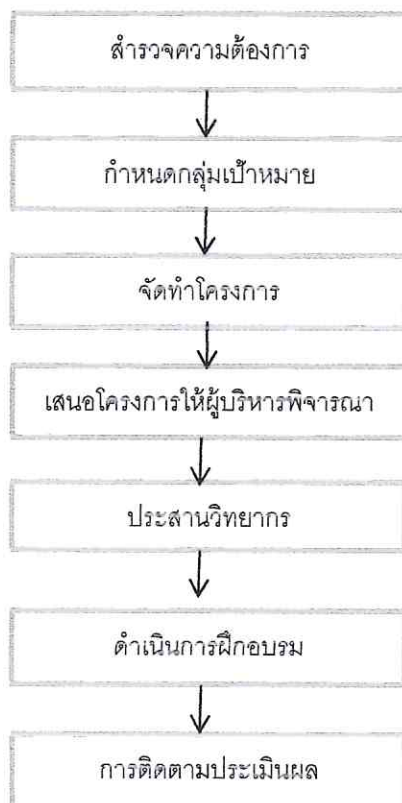 สำรวจความต้องการ
กำหนดกลุ่มเป้าหมาย
จัดทำโครงการ
เสนอโครงการให้ผู้บริหารพิจารณา
ประสานวิทยากร
ดำเนินการฝึกอบรม
การติดตามประเมินผล